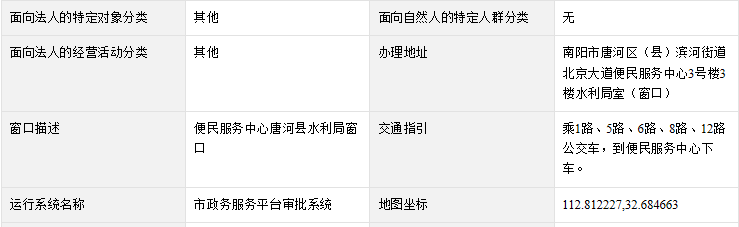 面向法人的特定对象分类
其他
面向自然人的特定人群分类
无
面向法人的经营活动分类
其他
办理地址
南阳市唐河区（县）滨河街道
北京大道便民服务中心3号楼3
楼水利局室（窗口）
窗口描述
便民服务中心唐河县水利局窗
口
交通指引
乘1路、5路、6路、8路、12路
公交车，到便民服务中心下
车。
运行系统名称
市政务服务平台审批系统
地图坐标
112.812227,32.684663